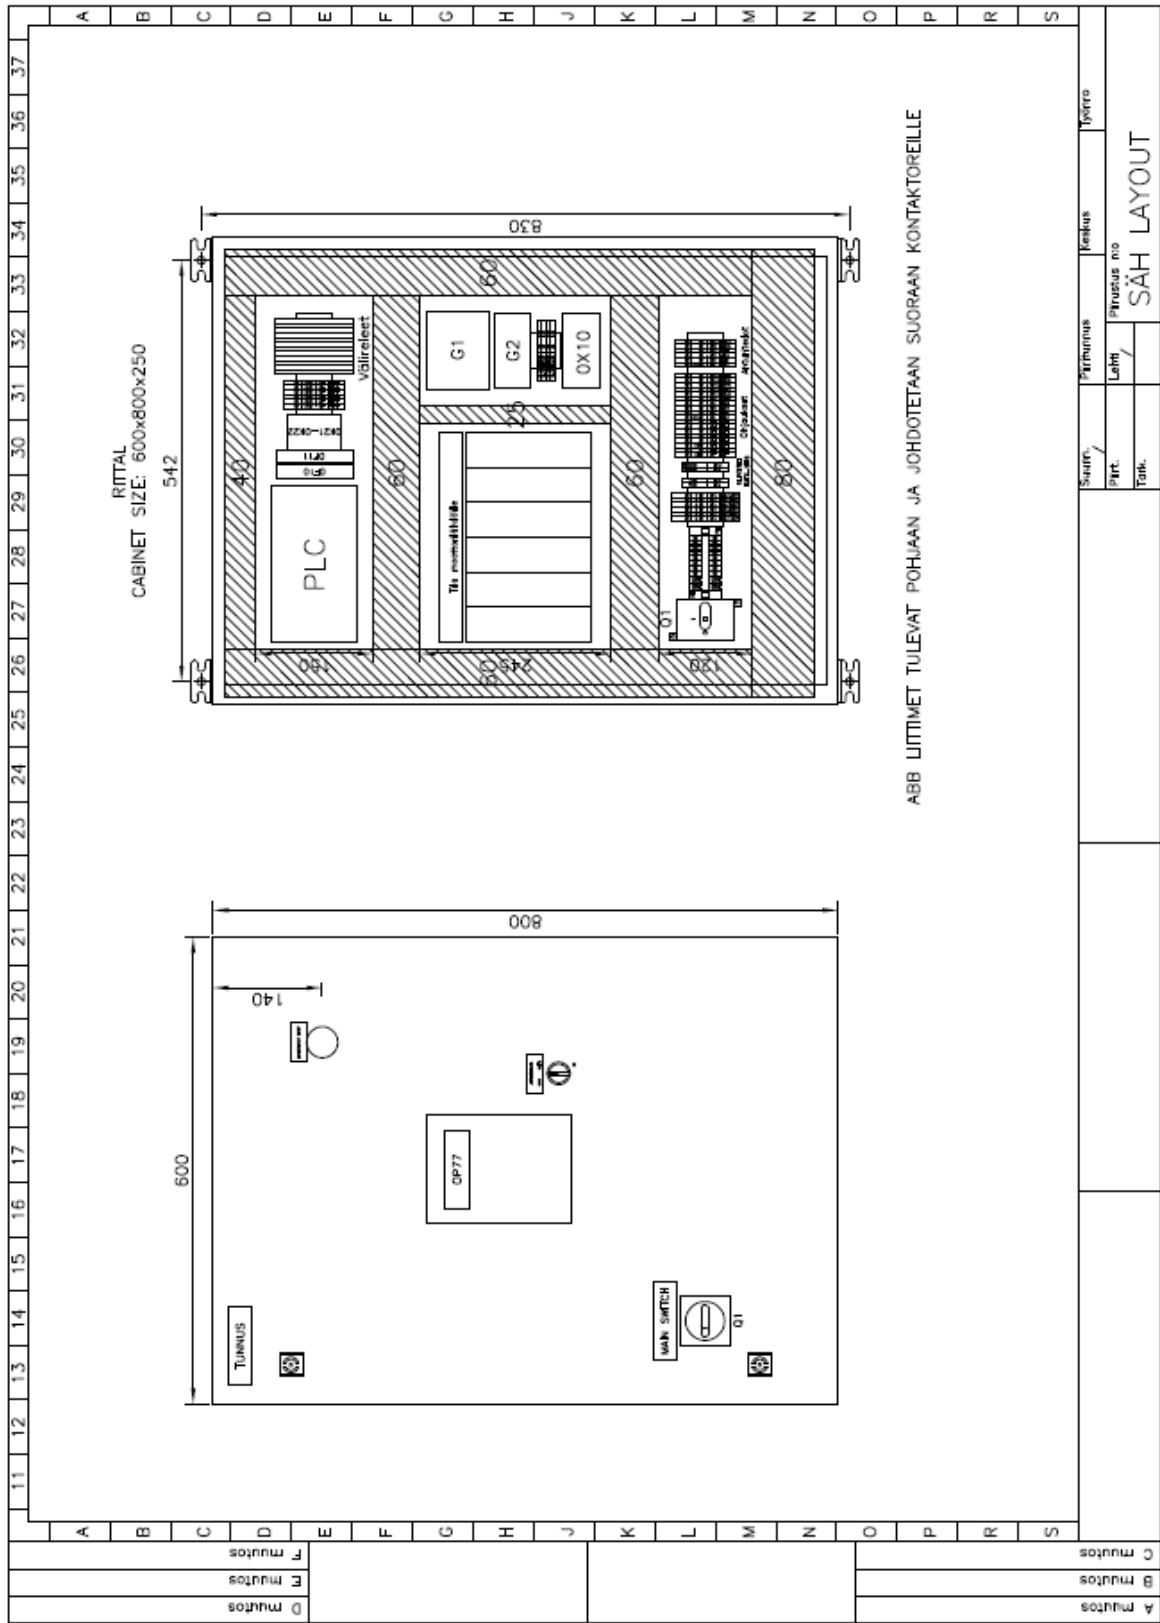 11 12 13 14 15 16 17 18 19 20 21 22 23 24 25 26 27 28 29 30 31 32 33 34 35 36 37
A
B
C
D
E
F
G
H
J
K
L
M
N
O
P
R
S
A
B
C
D
E
F
G
H
J
K
L
M
N
O
P
R
S
600
800
140
TUNNUS
OP77
MAIN SWITCH
Q1
RITTAL
CABINET SIZE: 600x800x250
542
830
40
PLC
160
DF11
Välireleet
60
60
G1
G2
0X10
25
60
Q1
Ohjaukset
120
80
ABB LIITTIMET TULEVAT POHJAAN JA JOHDOTETAAN SUORAAN KONTAKTOREILLE
Suunn. /
Piirt.
Tark.
Lehti /
Piirustus n:o
SÄH LAYOUT
Keskus
Työnro
D muutos
E muutos
F muutos
A muutos
B muutos
C muutos